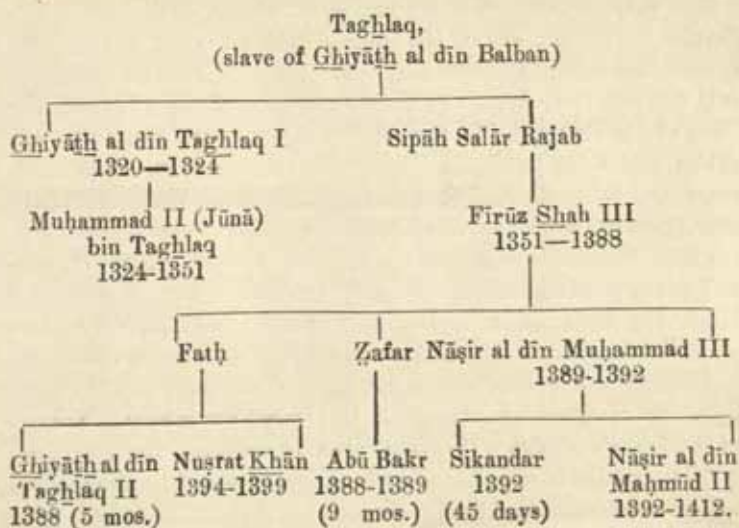 Taghlaq,
(slave of Ghiyāth al dīn Balban)
Ghiyāth al dīn Taghlaq I
1320—1324
Sipāh Salār Rajab
Muḥammad II (Jūnā)
bin Taghlaq
1324-1351
Fīrūz Shah III
1351—1388
Fatḥ
Z̤afar
Nāṣir al dīn Muḥammad III
1389-1392
Ghiyāth al dīn
Taghlaq II
1388 (5 mos.)
Nuṣrat Khān
1394-1399
Abū Bakr
1388-1389
(9 mos.)
Sikandar
1392
(45 days)
Nāṣir al dīn
Maḥmūd II
1392-1412.